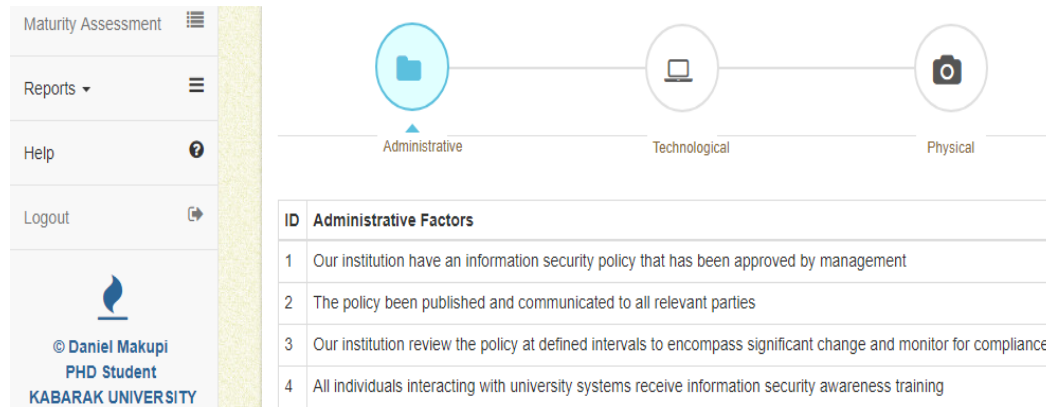 Maturity Assessment
Reports
Help
Logout
© Daniel Makupi
PHD Student
KABARAK UNIVERSITY
Administrative
Technological
Physical
ID Administrative Factors
1 Our institution have an information security policy that has been approved by management
2 The policy been published and communicated to all relevant parties
3 Our institution review the policy at defined intervals to encompass significant change and monitor for compliance
4 All individuals interacting with university systems receive information security awareness training